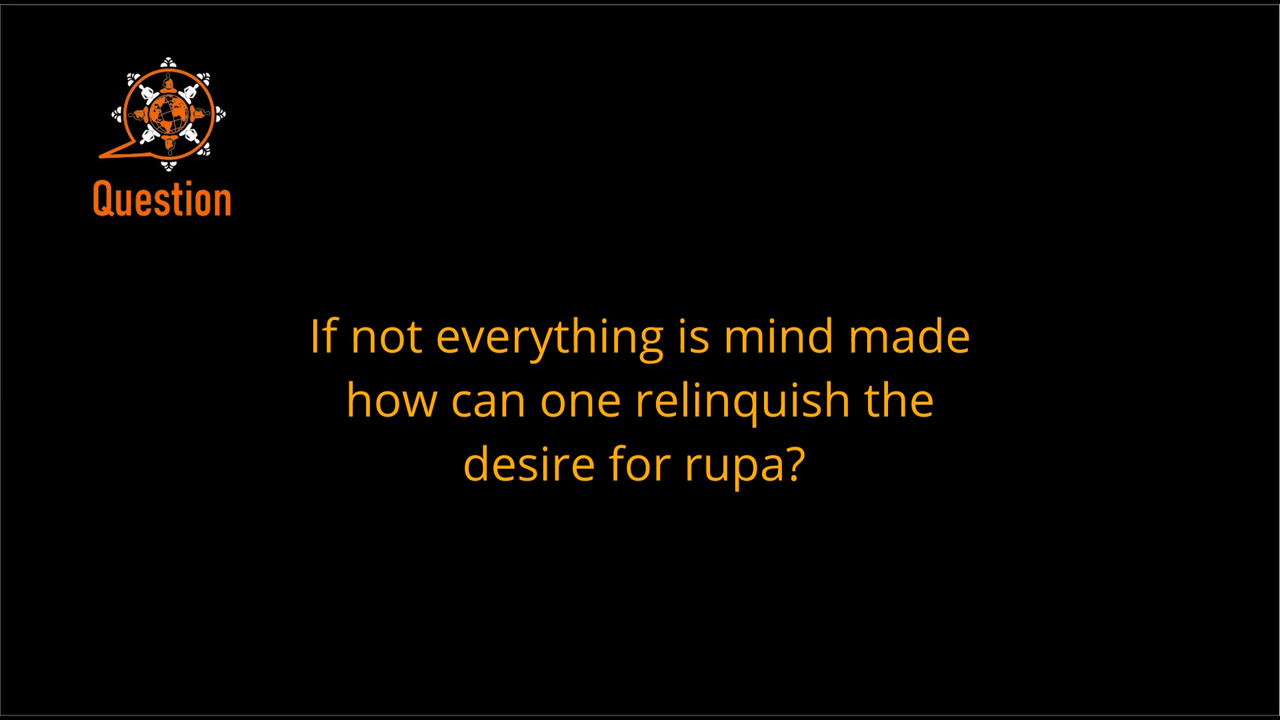 Question
If not everything is mind made
how can one relinquish the
desire for rupa?